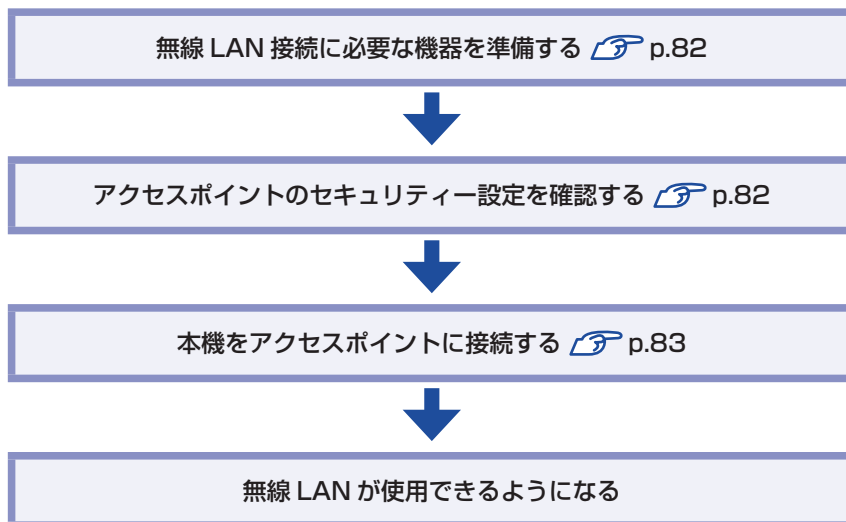 無線 LAN 接続に必要な機器を準備する p.82
アクセスポイントのセキュリティー設定を確認する p.82
本機をアクセスポイントに接続する p.83
無線 LAN が使用できるようになる